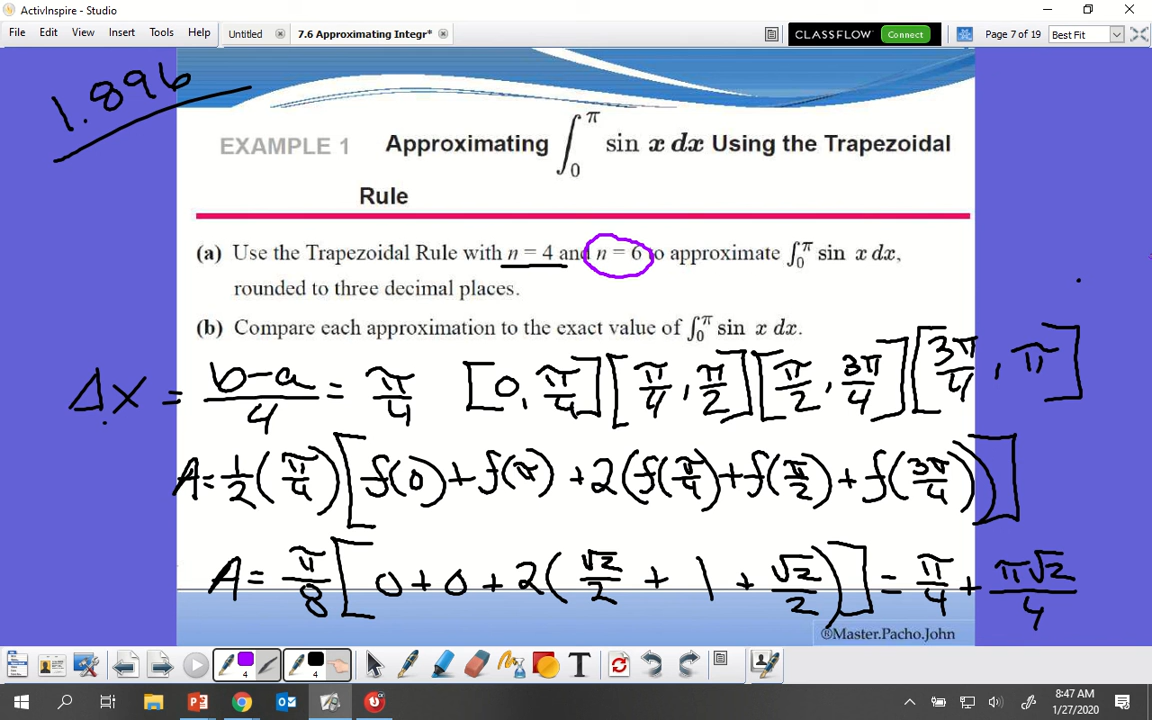 ActivInspire - Studio
File Edit View Insert Tools Help Untitled 7.6 Approximating Integr* CLASSFLOW Connect Page 7 of 19 Best Fit
1.896
EXAMPLE 1 Approximating ∫₀^π sin x dx Using the Trapezoidal
Rule
(a) Use the Trapezoidal Rule with n = 4 and n = 6 to approximate ∫₀^π sin x dx,
rounded to three decimal places.
(b) Compare each approximation to the exact value of ∫₀^π sin x dx.
Δx = (b-a)/4 = π/4 [0, π/4] [π/4, π/2] [π/2, 3π/4] [3π/4, π]
A = 1/2 (π/4) [f(0) + f(π) + 2(f(π/4) + f(π/2) + f(3π/4))]
A = π/8 [0 + 0 + 2(√2/2 + 1 + √2/2)] = π/4 + π√2/4
®Master.Pacho.John
4 4 T
8:47 AM
1/27/2020